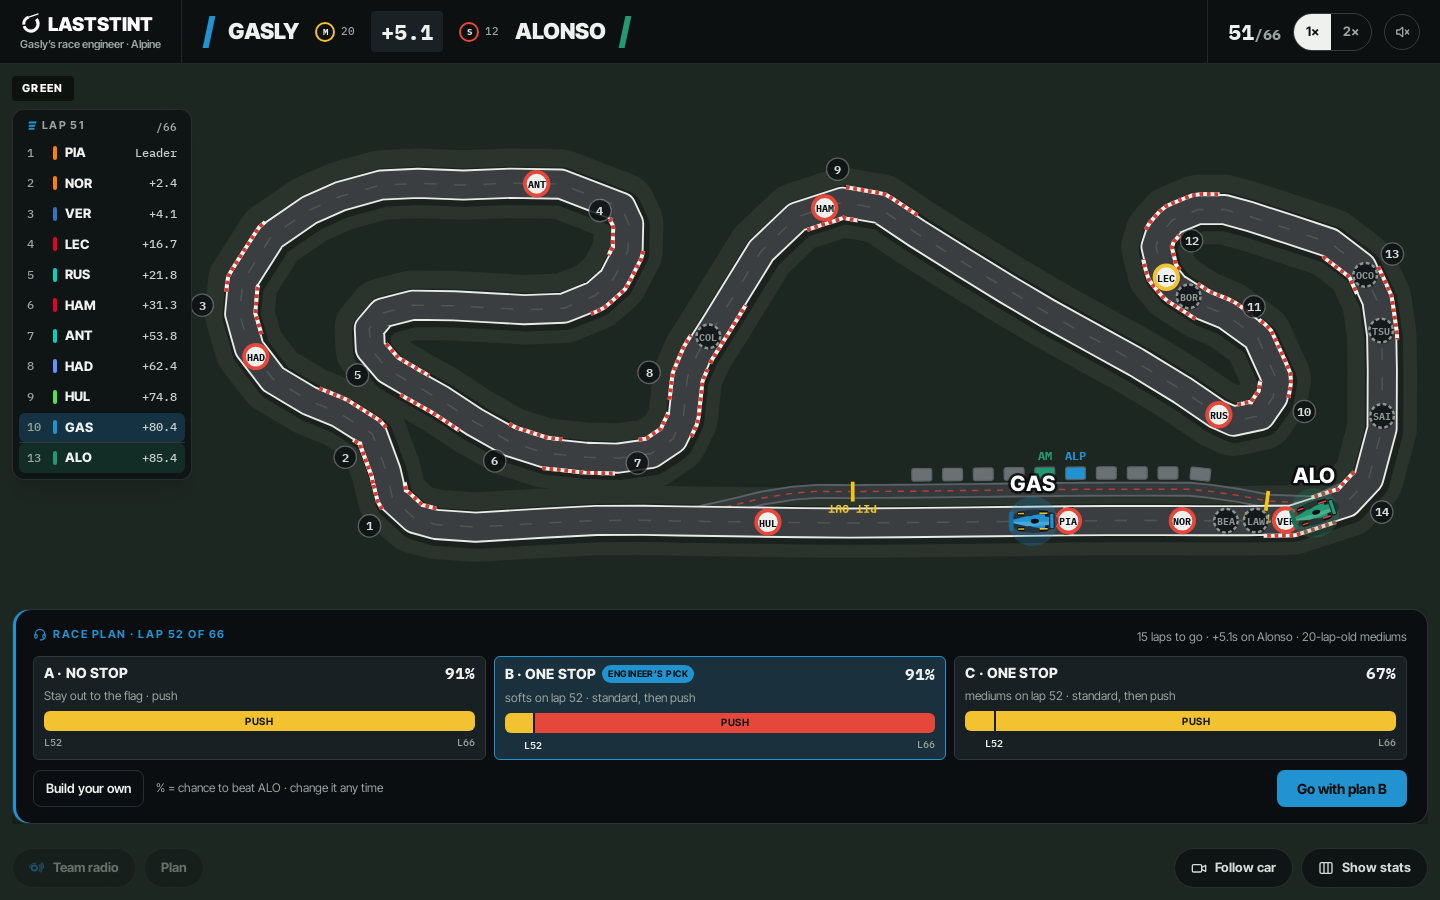 LASTSTINT
Gasly's race engineer · Alpine
GASLY M 20 +5.1 S 12 ALONSO
51/66 1× 2×
GREEN
LAP 51 /66
1 PIA Leader
2 NOR +2.4
3 VER +4.1
4 LEC +16.7
5 RUS +21.8
6 HAM +31.3
7 ANT +53.8
8 HAD +62.4
9 HUL +74.8
10 GAS +80.4
13 ALO +85.4
9
ANT
HAM
4
12
13
OCO
LEC
BOR
3
11
TSU
COL
HAD
8
5
10
RUS
SAI
2
6
7
AM ALP
GAS
ALO
PIT OUT
1
HUL
PIA
NOR
BEA
LAW
VER
14
RACE PLAN · LAP 52 OF 66
15 laps to go · +5.1s on Alonso · 20-lap-old mediums
A · NO STOP 91%
Stay out to the flag · push
PUSH
L52 L66
B · ONE STOP ENGINEER'S PICK 91%
softs on lap 52 · standard, then push
PUSH
L52 L66
C · ONE STOP 67%
mediums on lap 52 · standard, then push
PUSH
L52 L66
Build your own
% = chance to beat ALO · change it any time
Go with plan B
Team radio
Plan
Follow car
Show stats